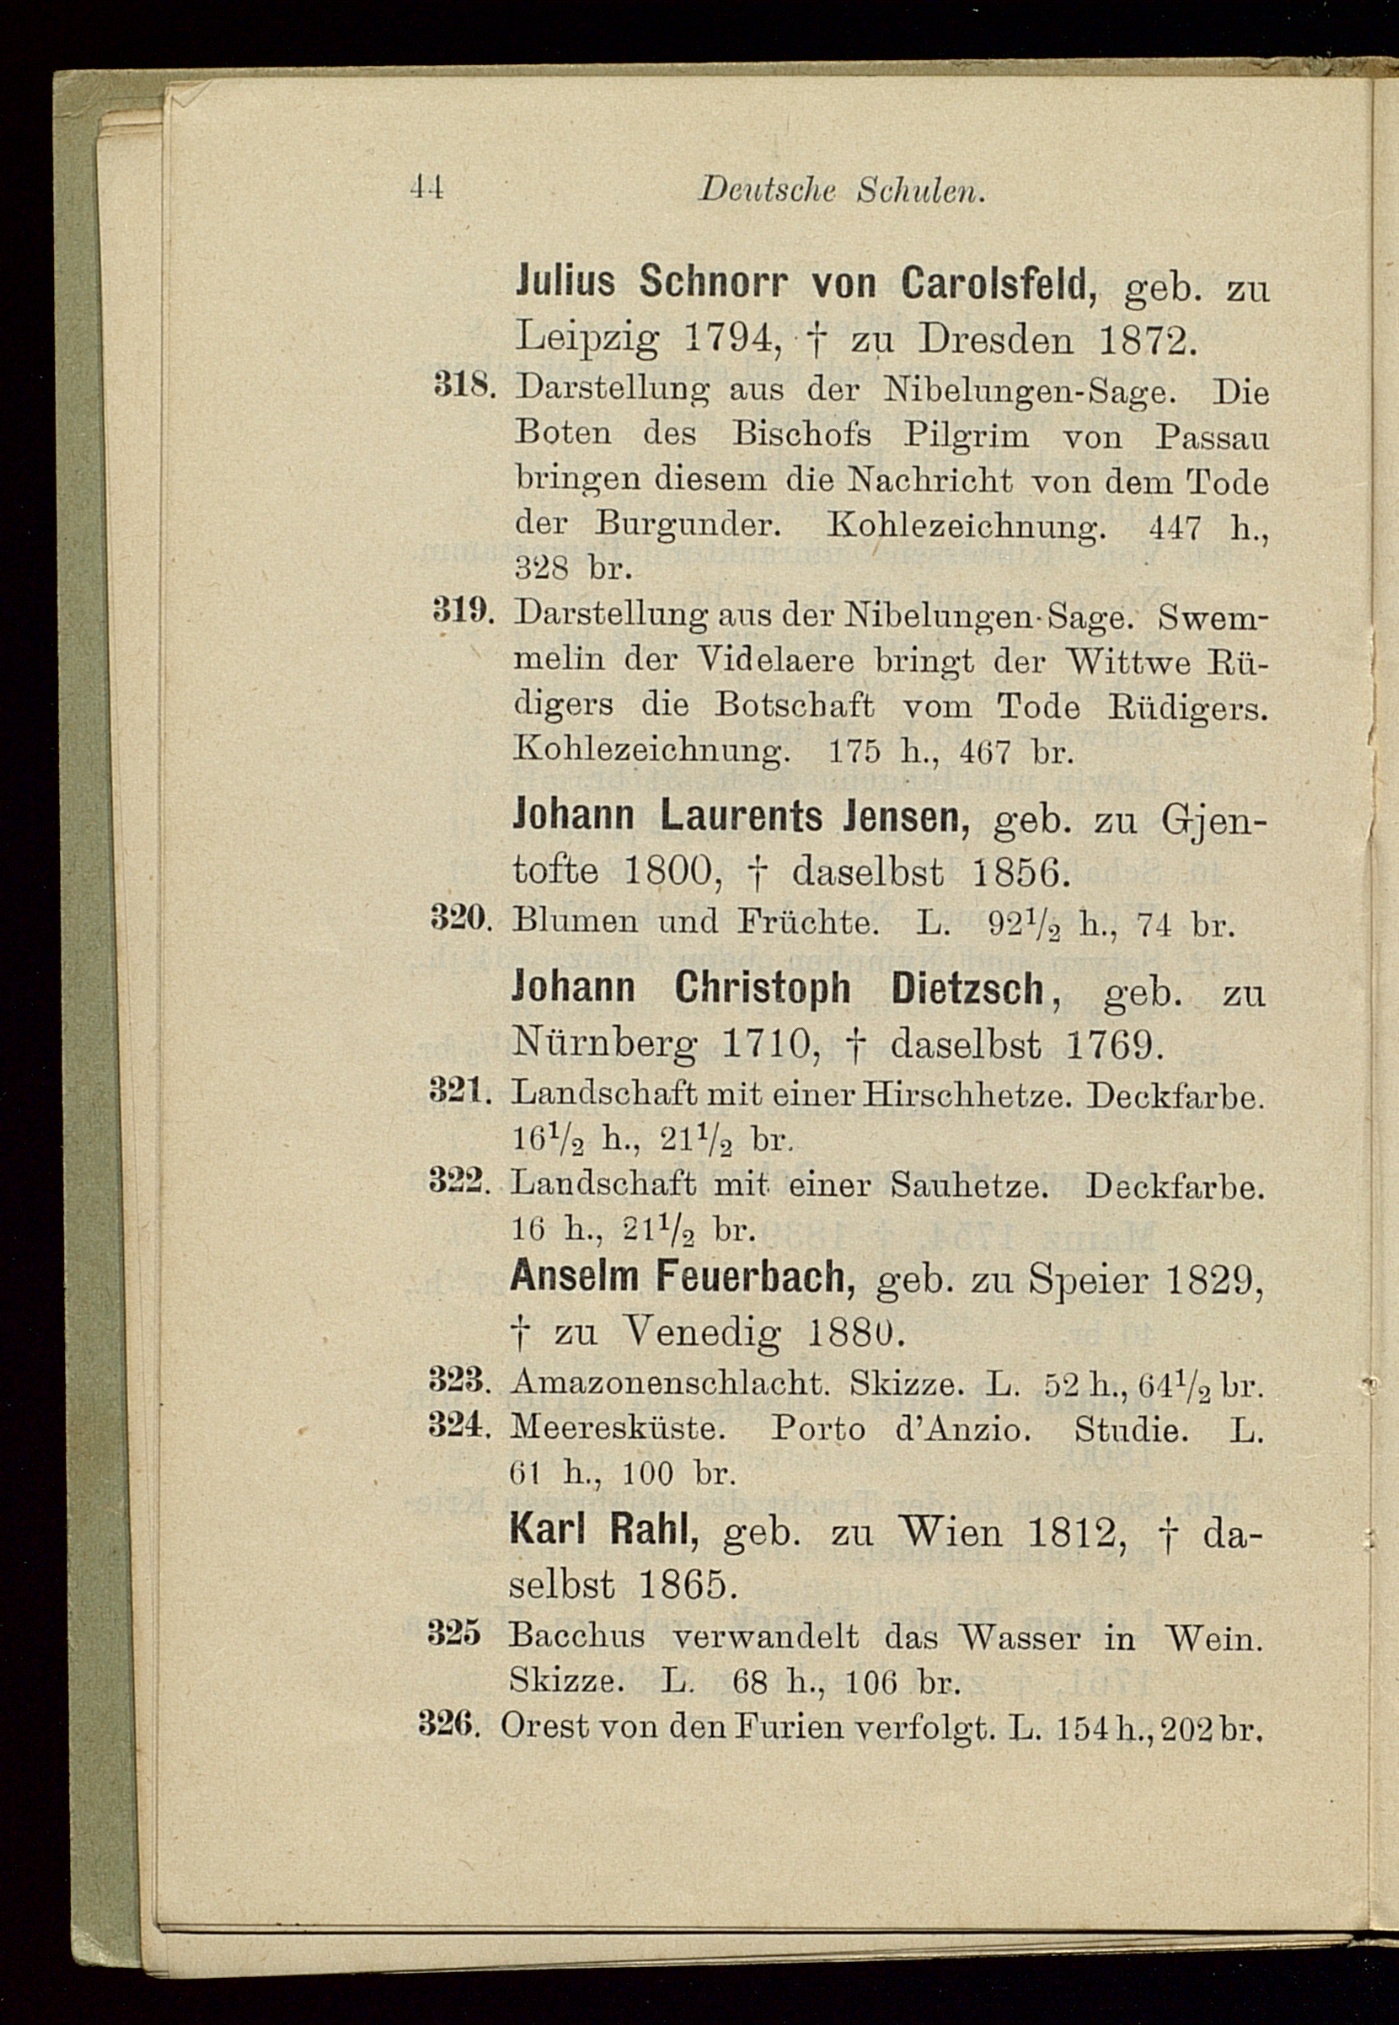 44 Deutsche Schulen.
Julius Schnorr von Carolsfeld, geb. zu
Leipzig 1794, † zu Dresden 1872.
318. Darstellung aus der Nibelungen-Sage. Die
Boten des Bischofs Pilgrim von Passau
bringen diesem die Nachricht von dem Tode
der Burgunder. Kohlezeichnung. 447 h.,
328 br.
319. Darstellung aus der Nibelungen-Sage. Swem-
melin der Videlaere bringt der Wittwe Rü-
digers die Botschaft vom Tode Rüdigers.
Kohlezeichnung. 175 h., 467 br.
Johann Laurents Jensen, geb. zu Gjen-
tofte 1800, † daselbst 1856.
320. Blumen und Früchte. L. 92¹/₂ h., 74 br.
Johann Christoph Dietzsch, geb. zu
Nürnberg 1710, † daselbst 1769.
321. Landschaft mit einer Hirschhetze. Deckfarbe.
16¹/₂ h., 21¹/₂ br.
322. Landschaft mit einer Sauhetze. Deckfarbe.
16 h., 21¹/₂ br.
Anselm Feuerbach, geb. zu Speier 1829,
† zu Venedig 1880.
323. Amazonenschlacht. Skizze. L. 52 h., 64¹/₂ br.
324. Meeresküste. Porto d'Anzio. Studie. L.
61 h., 100 br.
Karl Rahl, geb. zu Wien 1812, † da-
selbst 1865.
325 Bacchus verwandelt das Wasser in Wein.
Skizze. L. 68 h., 106 br.
326. Orest von den Furien verfolgt. L. 154 h., 202 br.